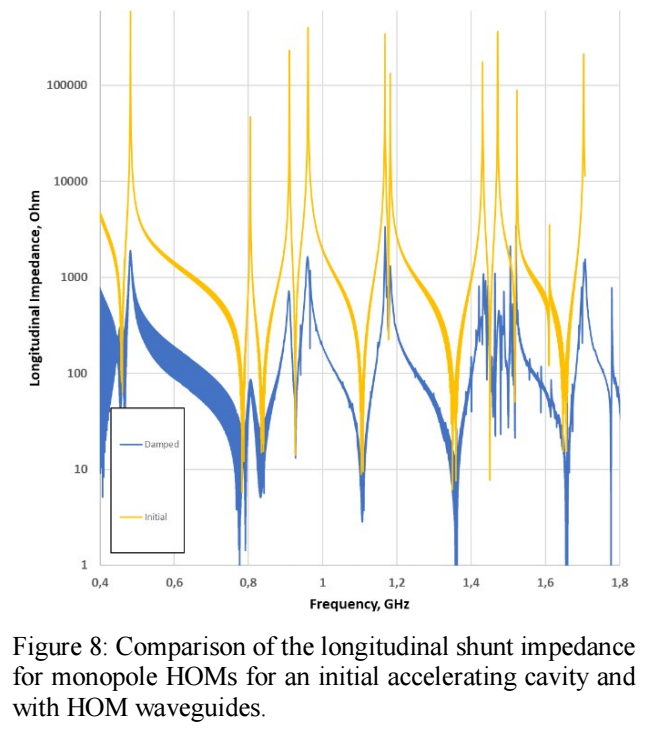 100000
10000
1000
100
10
1
Longitudinal Impedance, Ohm
Damped
Initial
0,4 0,6 0,8 1 1,2 1,4 1,6 1,8
Frequency, GHz
Figure 8: Comparison of the longitudinal shunt impedance
for monopole HOMs for an initial accelerating cavity and
with HOM waveguides.